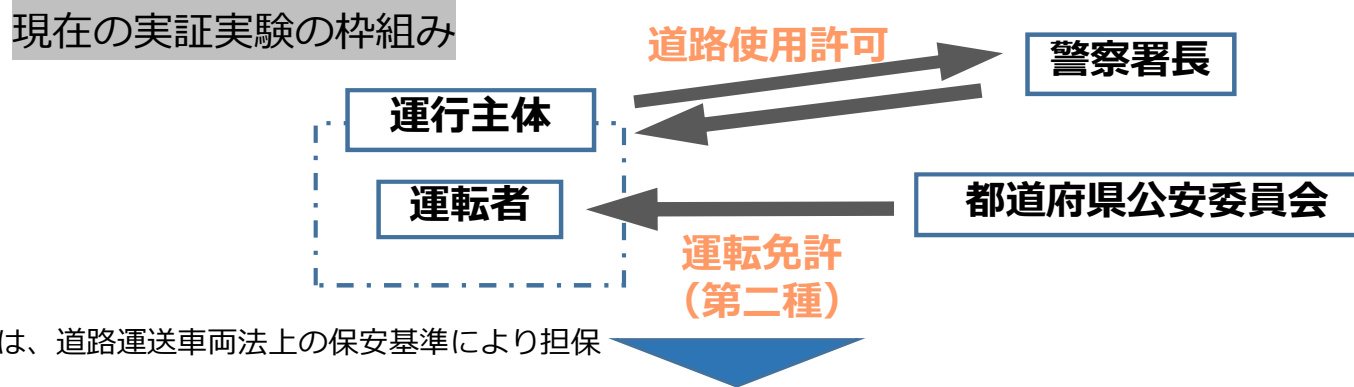 現在の実証実験の枠組み
道路使用許可
警察署長
運行主体
運転者
都道府県公安委員会
運転免許
（第二種）
は、道路運送車両法上の保安基準により担保